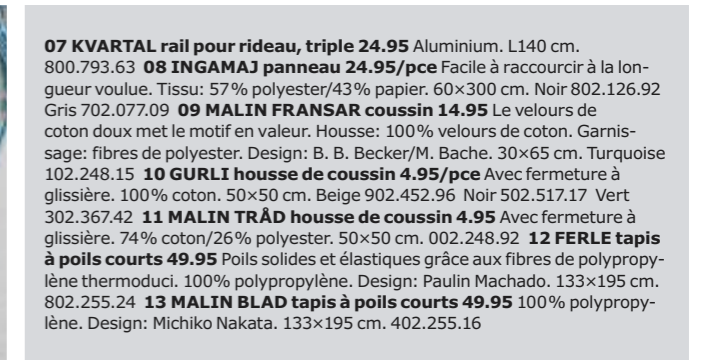 07 KVARTAL rail pour rideau, triple 24.95 Aluminium. L140 cm.
800.793.63 08 INGAMAJ panneau 24.95/pce Facile à raccourcir à la lon-
gueur voulue. Tissu: 57% polyester/43% papier. 60×300 cm. Noir 802.126.92
Gris 702.077.09 09 MALIN FRANSAR coussin 14.95 Le velours de
coton doux met le motif en valeur. Housse: 100% velours de coton. Garnis-
sage: fibres de polyester. Design: B. B. Becker/M. Bache. 30×65 cm. Turquoise
102.248.15 10 GURLI housse de coussin 4.95/pce Avec fermeture à
glissière. 100% coton. 50×50 cm. Beige 902.452.96 Noir 502.517.17 Vert
302.367.42 11 MALIN TRÅD housse de coussin 4.95 Avec fermeture à
glissière. 74% coton/26% polyester. 50×50 cm. 002.248.92 12 FERLE tapis
à poils courts 49.95 Poils solides et élastiques grâce aux fibres de polypropy-
lène thermoduci. 100% polypropylène. Design: Paulin Machado. 133×195 cm.
802.255.24 13 MALIN BLAD tapis à poils courts 49.95 100% polypropy-
lène. Design: Michiko Nakata. 133×195 cm. 402.255.16